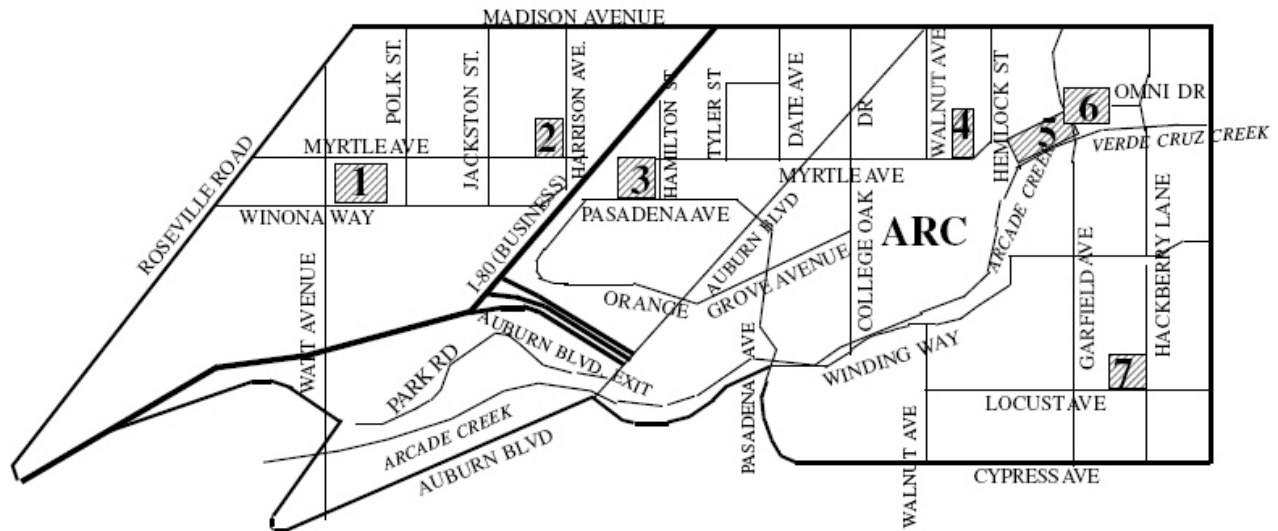 MADISON AVENUE
POLK ST.
JACKSTON ST.
HARRISON AVE.
HAMILTON ST
TYLER ST
DATE AVE
DR
WALNUT AVE
HEMLOCK ST
OMNI DR
2
4
5
6
VERDE CRUZ CREEK
MYRTLE AVE
1
3
MYRTLE AVE
ROSEVILLE ROAD
WINONA WAY
I-80 (BUSINESS)
PASADENA AVE
ARC
ARCADE CREEK
AUBURN BLVD
COLLEGE OAK
GARFIELD AVE
HACKBERRY LANE
WATT AVENUE
ORANGE
GROVE AVENUE
AUBURN BLVD, EXIT
PARK RD
PASADENA AVE
WINDING WAY
7
LOCUST AVE
ARCADE CREEK
AUBURN BLVD
WALNUT AVE
CYPRESS AVE